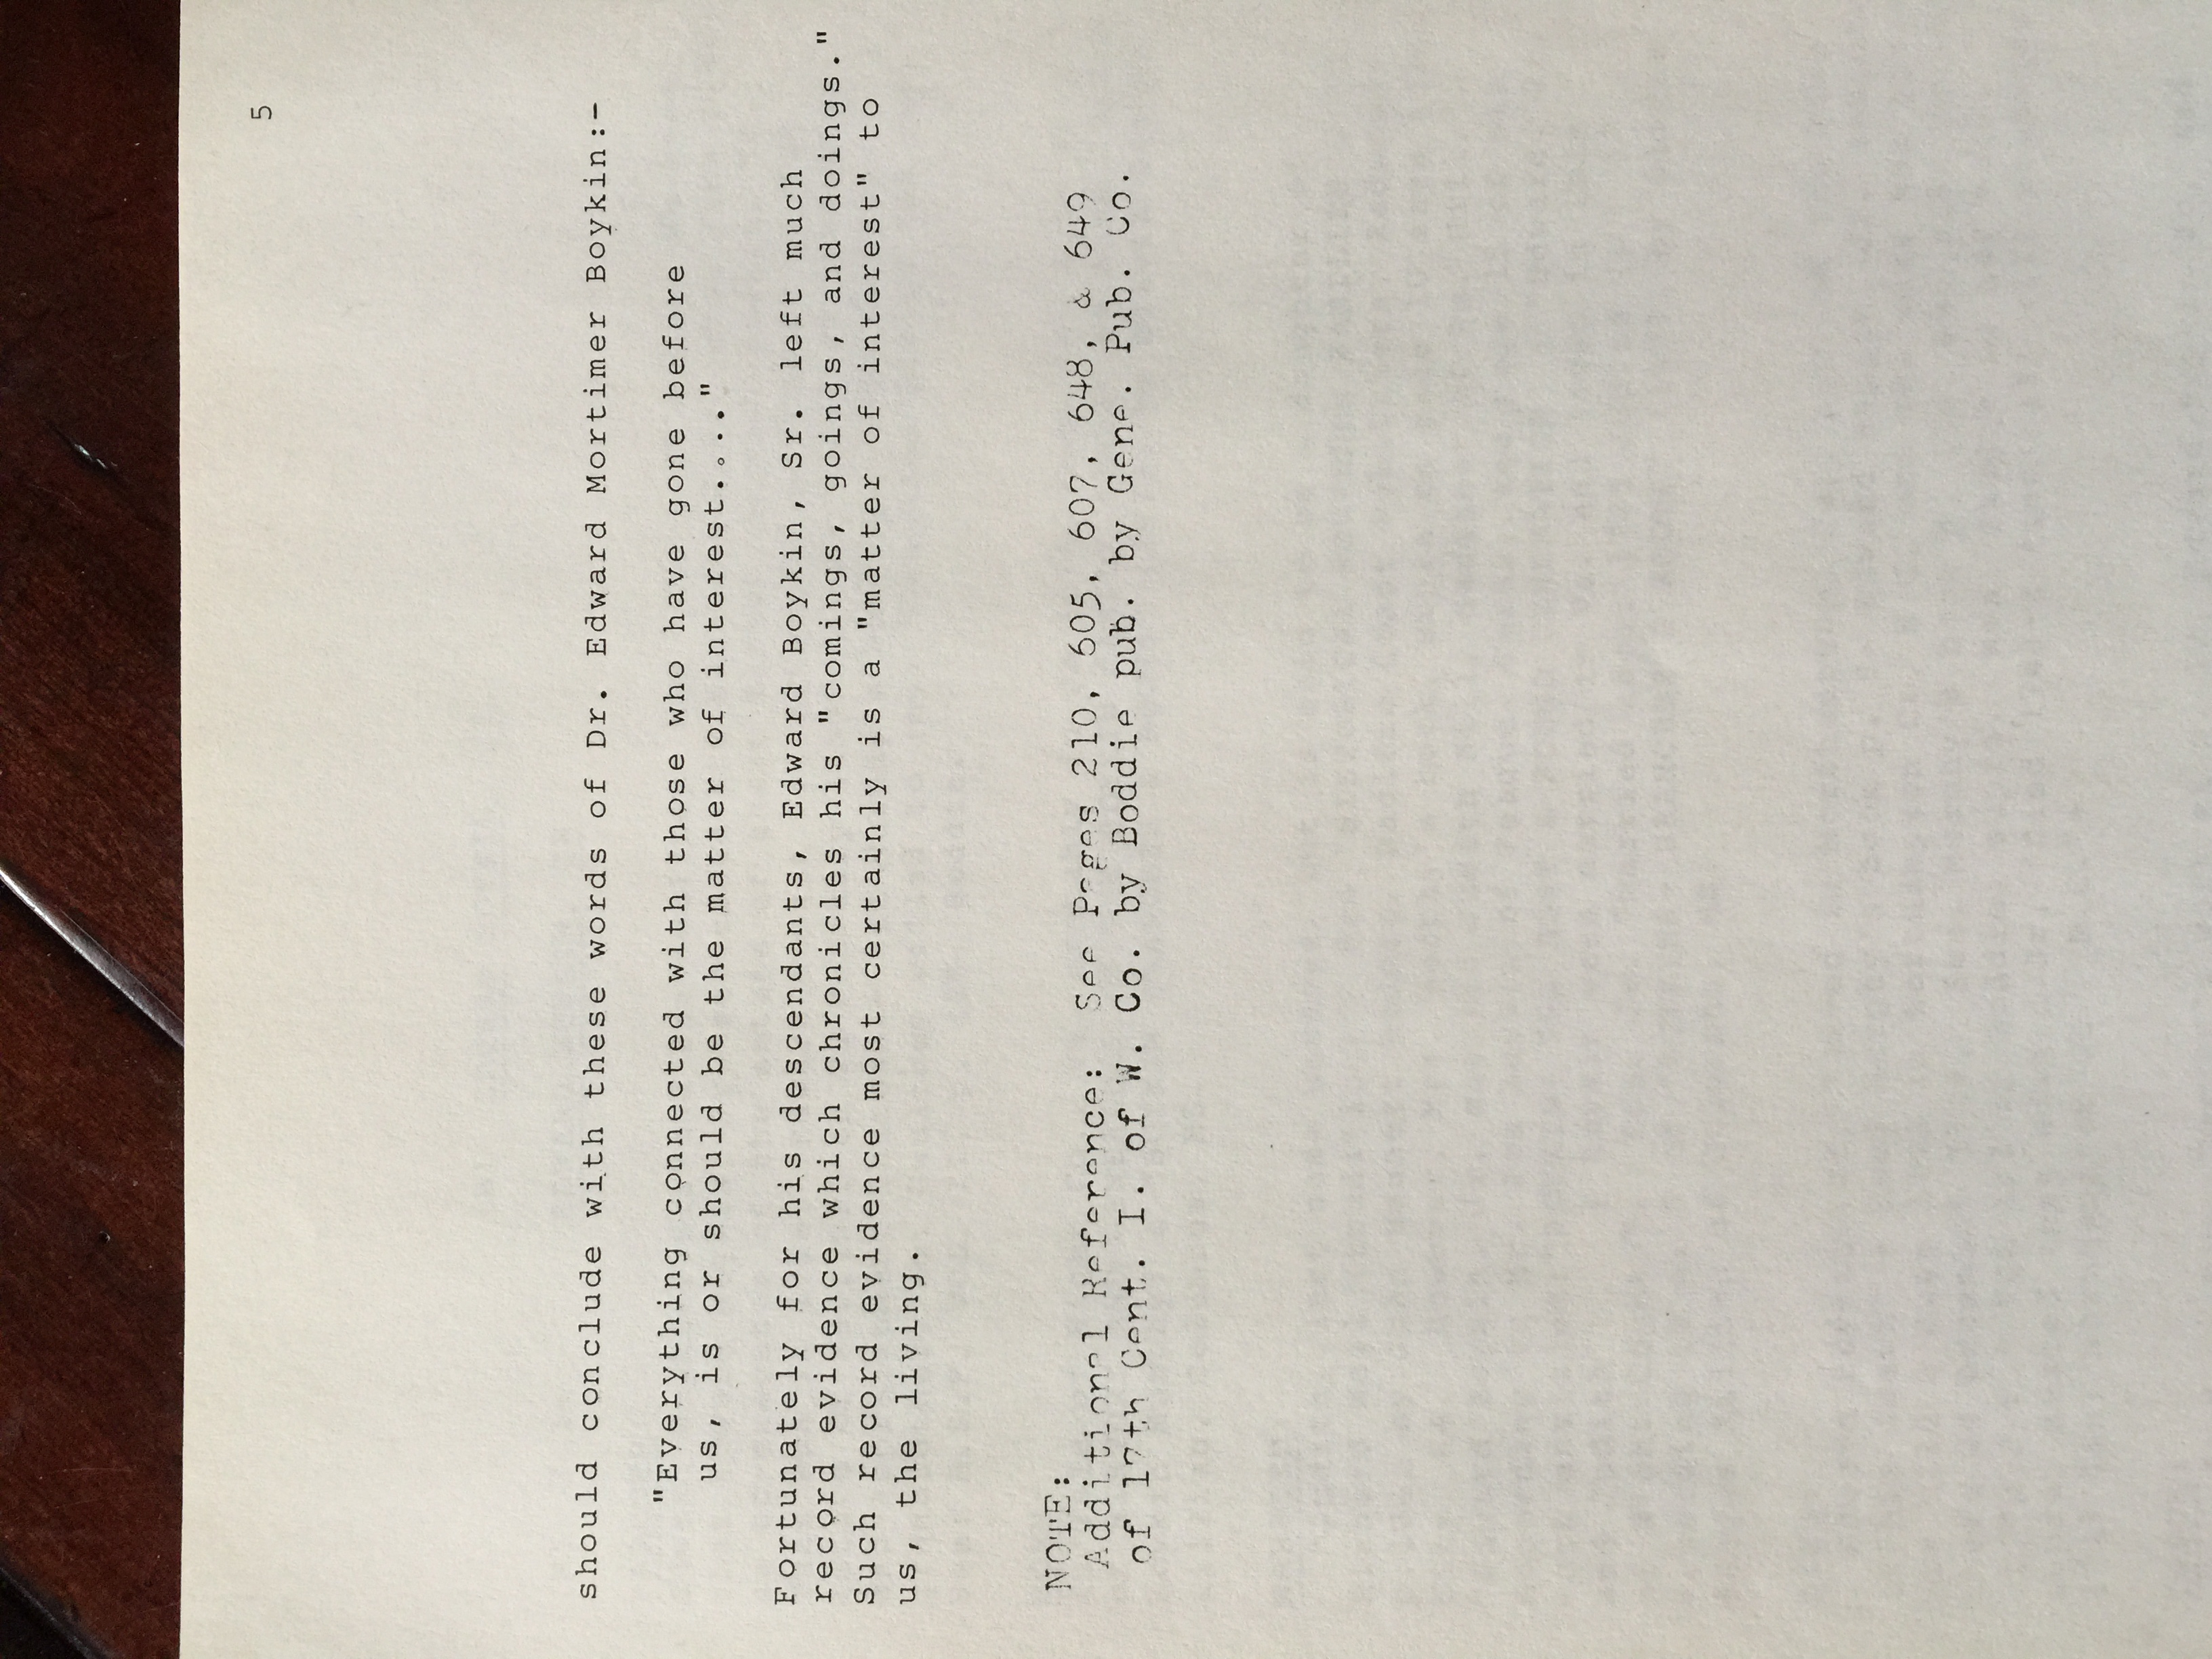 5
should conclude with these words of Dr. Edward Mortimer Boykin:-
"Everything connected with those who have gone before
us, is or should be the matter of interest....."
Fortunately for his descendants, Edward Boykin, Sr. left much
record evidence which chronicles his "coming, goings, and doings."
Such record evidence most certainly is a "matter of interest" to
us, the living.
NOTE:
Additional Reference: See Pages 210, 605, 607, 648, & 649
of 17th Cent. I. of W. Co. by Boddie pub. by Gene. Pub. Co.